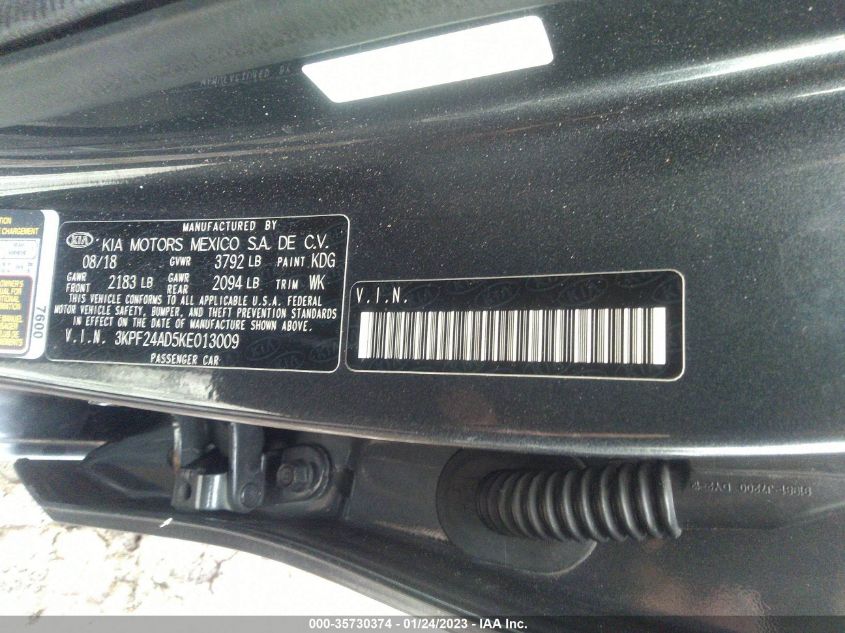 MANUFACTURED BY
KIA KIA MOTORS MEXICO S.A. DE C.V.
08/18 GVWR 3792 LB PAINT KDG
GAWR FRONT 2183 LB GAWR REAR 2094 LB TRIM WK
THIS VEHICLE CONFORMS TO ALL APPLICABLE U.S.A. FEDERAL
MOTOR VEHICLE SAFETY, BUMPER, AND THEFT PREVENTION STANDARDS
IN EFFECT ON THE DATE OF MANUFACTURE SHOWN ABOVE.
V.I.N. 3KPF24AD5KE013009
PASSENGER CAR
V.I.N.
7600
CHARGEMENT
000-35730374 - 01/24/2023 - IAA Inc.